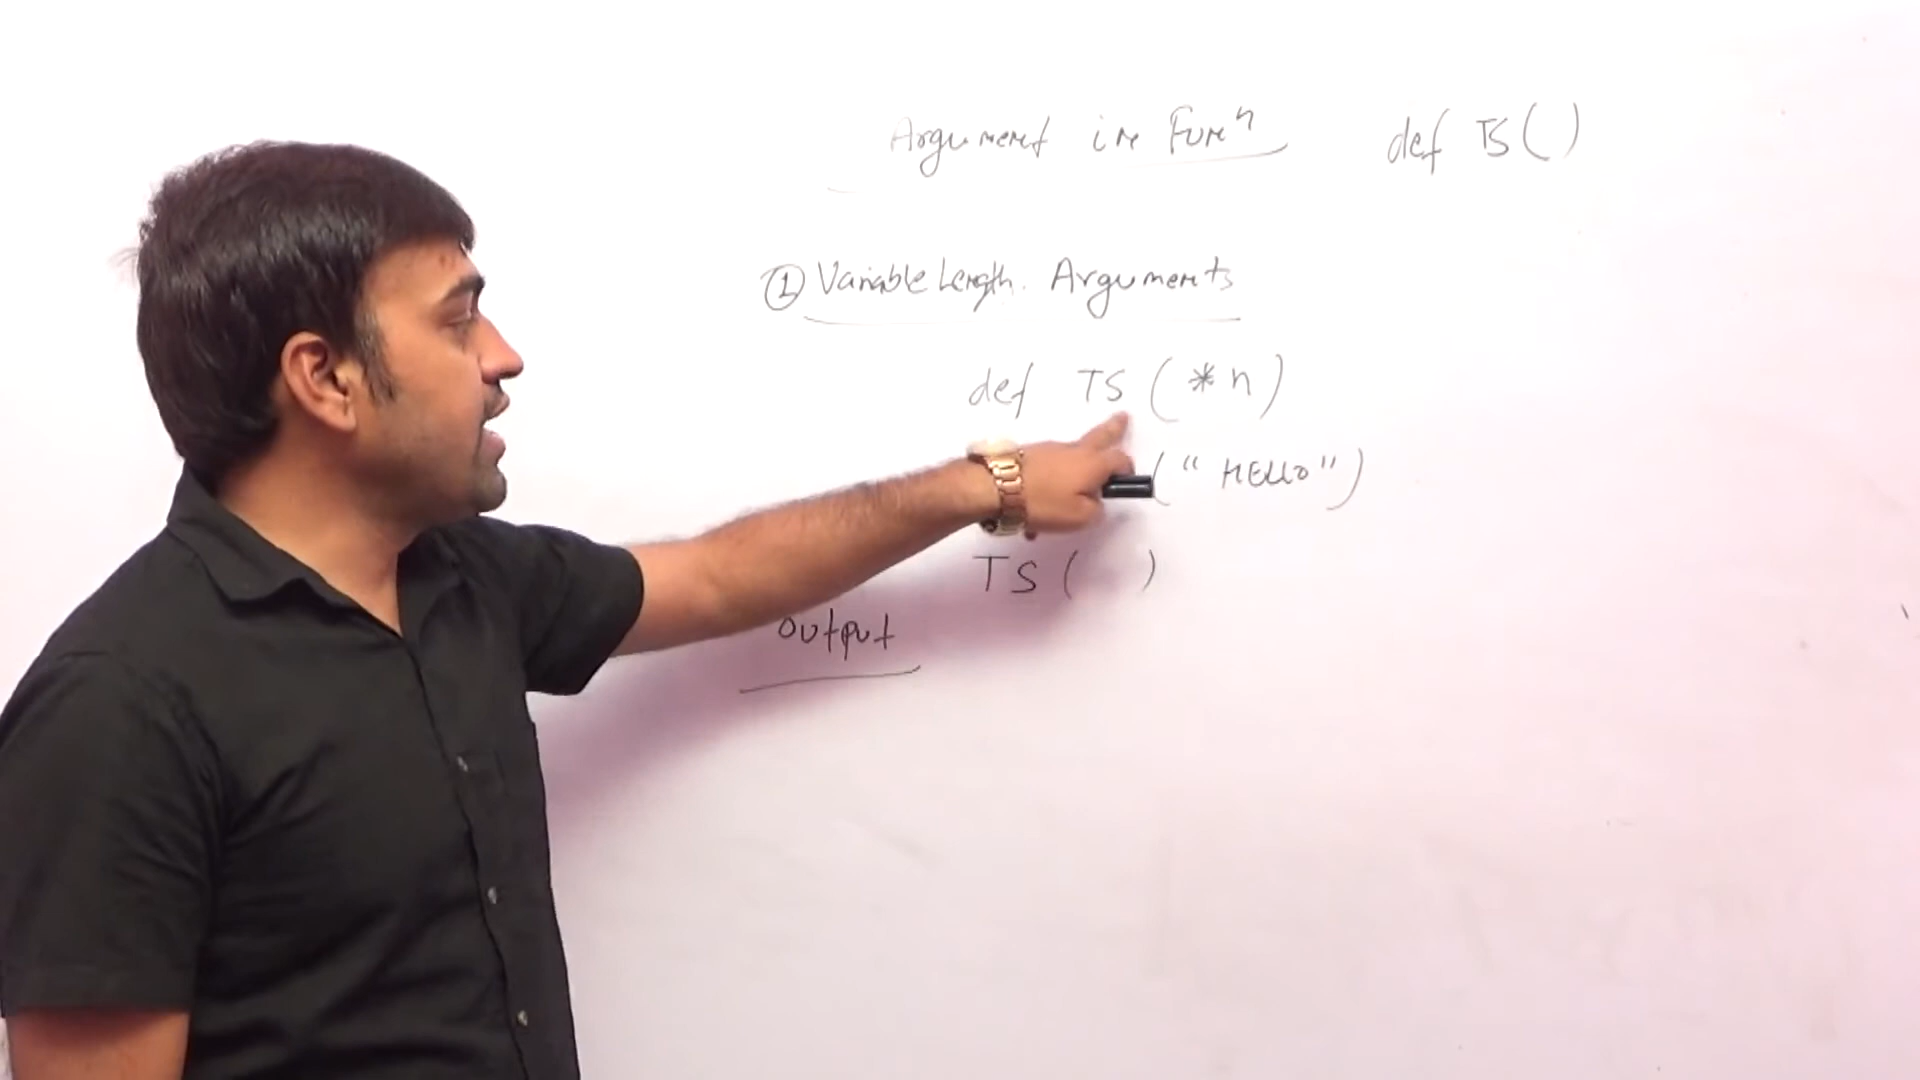 Argument in Funⁿ def TS ( )
① Variable Length. Arguments
def TS ( * n )
( " HELLO " )
TS ( )
output